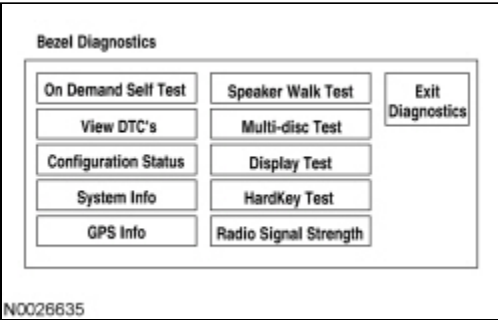 Bezel Diagnostics
On Demand Self Test
View DTC's
Configuration Status
System Info
GPS Info
Speaker Walk Test
Multi-disc Test
Display Test
HardKey Test
Radio Signal Strength
Exit
Diagnostics
N0026635